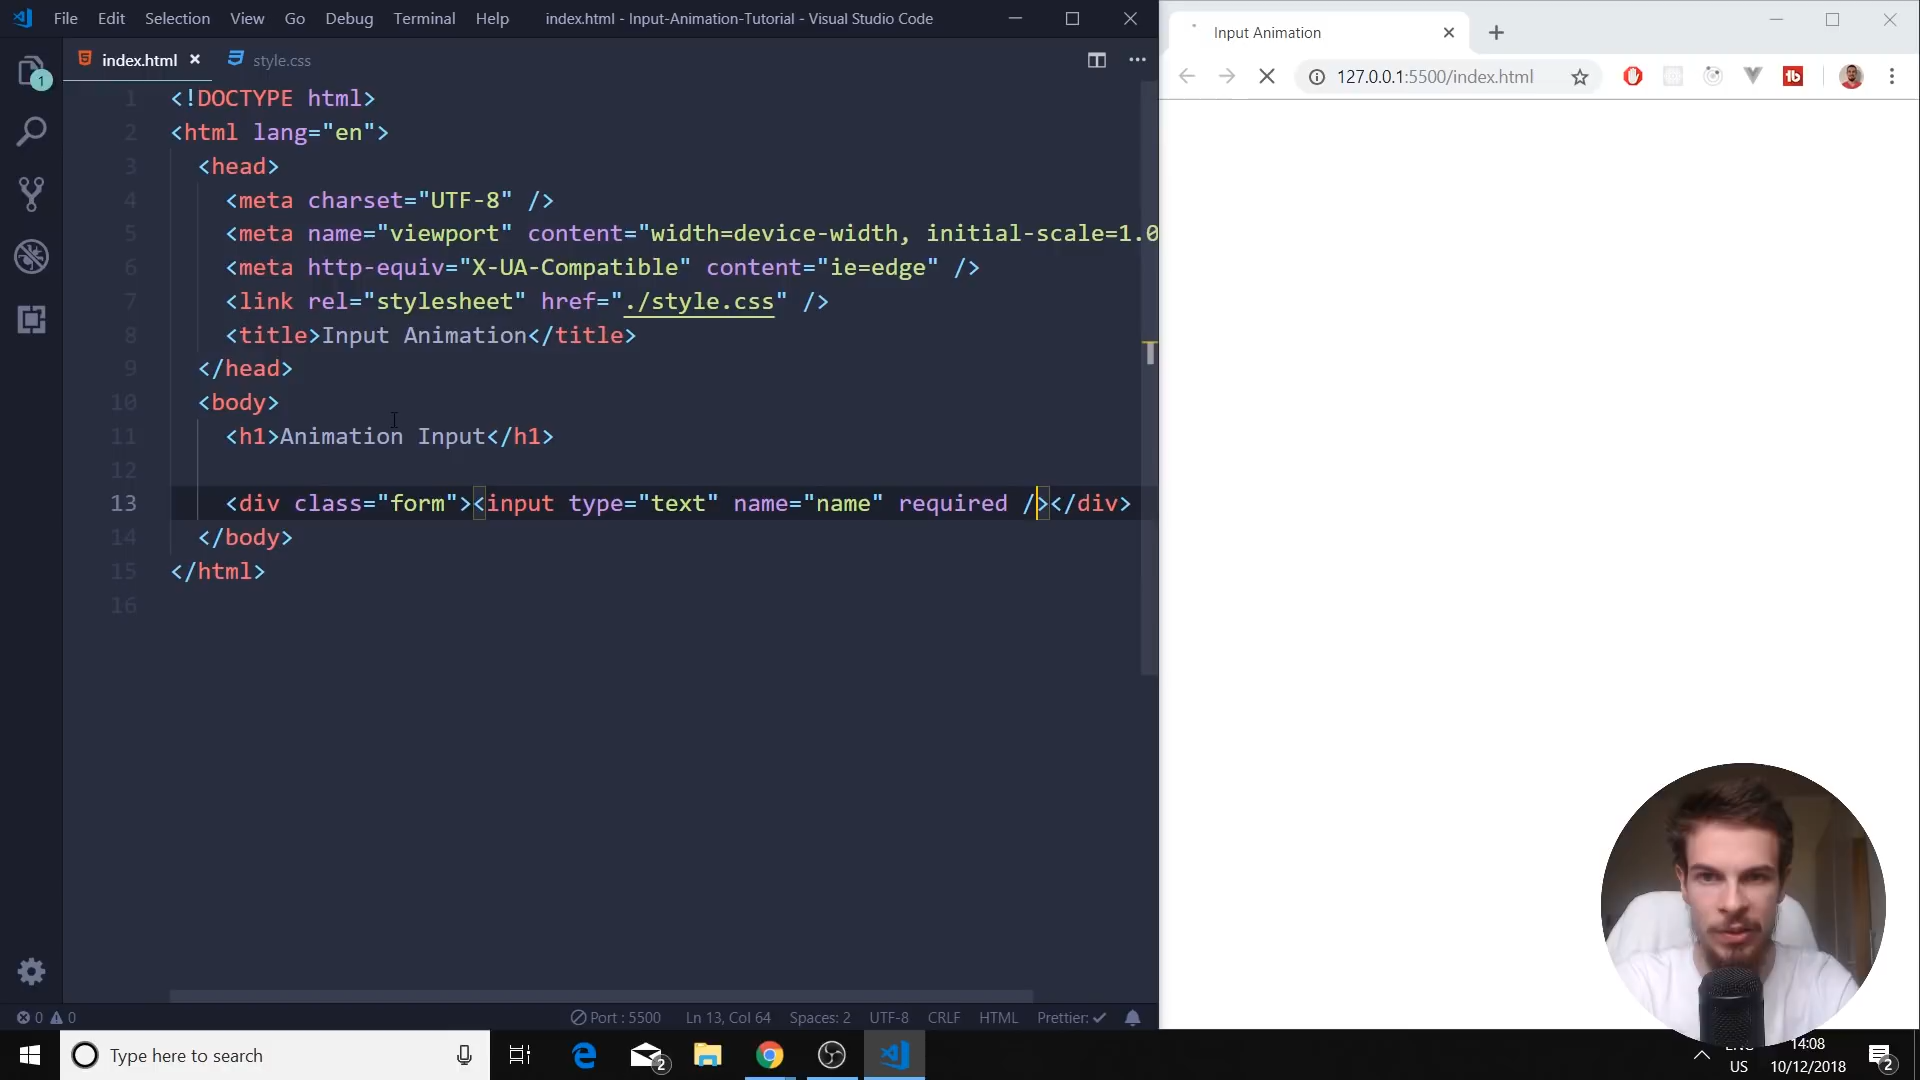 File Edit Selection View Go Debug Terminal Help index.html - Input-Animation-Tutorial - Visual Studio Code
index.html style.css
1 <!DOCTYPE html>
2 <html lang="en">
3 <head>
4 <meta charset="UTF-8" />
5 <meta name="viewport" content="width=device-width, initial-scale=1.0
6 <meta http-equiv="X-UA-Compatible" content="ie=edge" />
7 <link rel="stylesheet" href="./style.css" />
8 <title>Input Animation</title>
9 </head>
10 <body>
11 <h1>Animation Input</h1>
12
13 <div class="form"><input type="text" name="name" required /></div>
14 </body>
15 </html>
16
1
0 0 Port : 5500 Ln 13, Col 64 Spaces: 2 UTF-8 CRLF HTML Prettier:
Input Animation
127.0.0.1:5500/index.html
Type here to search
2
ENG
US
14:08
10/12/2018
2